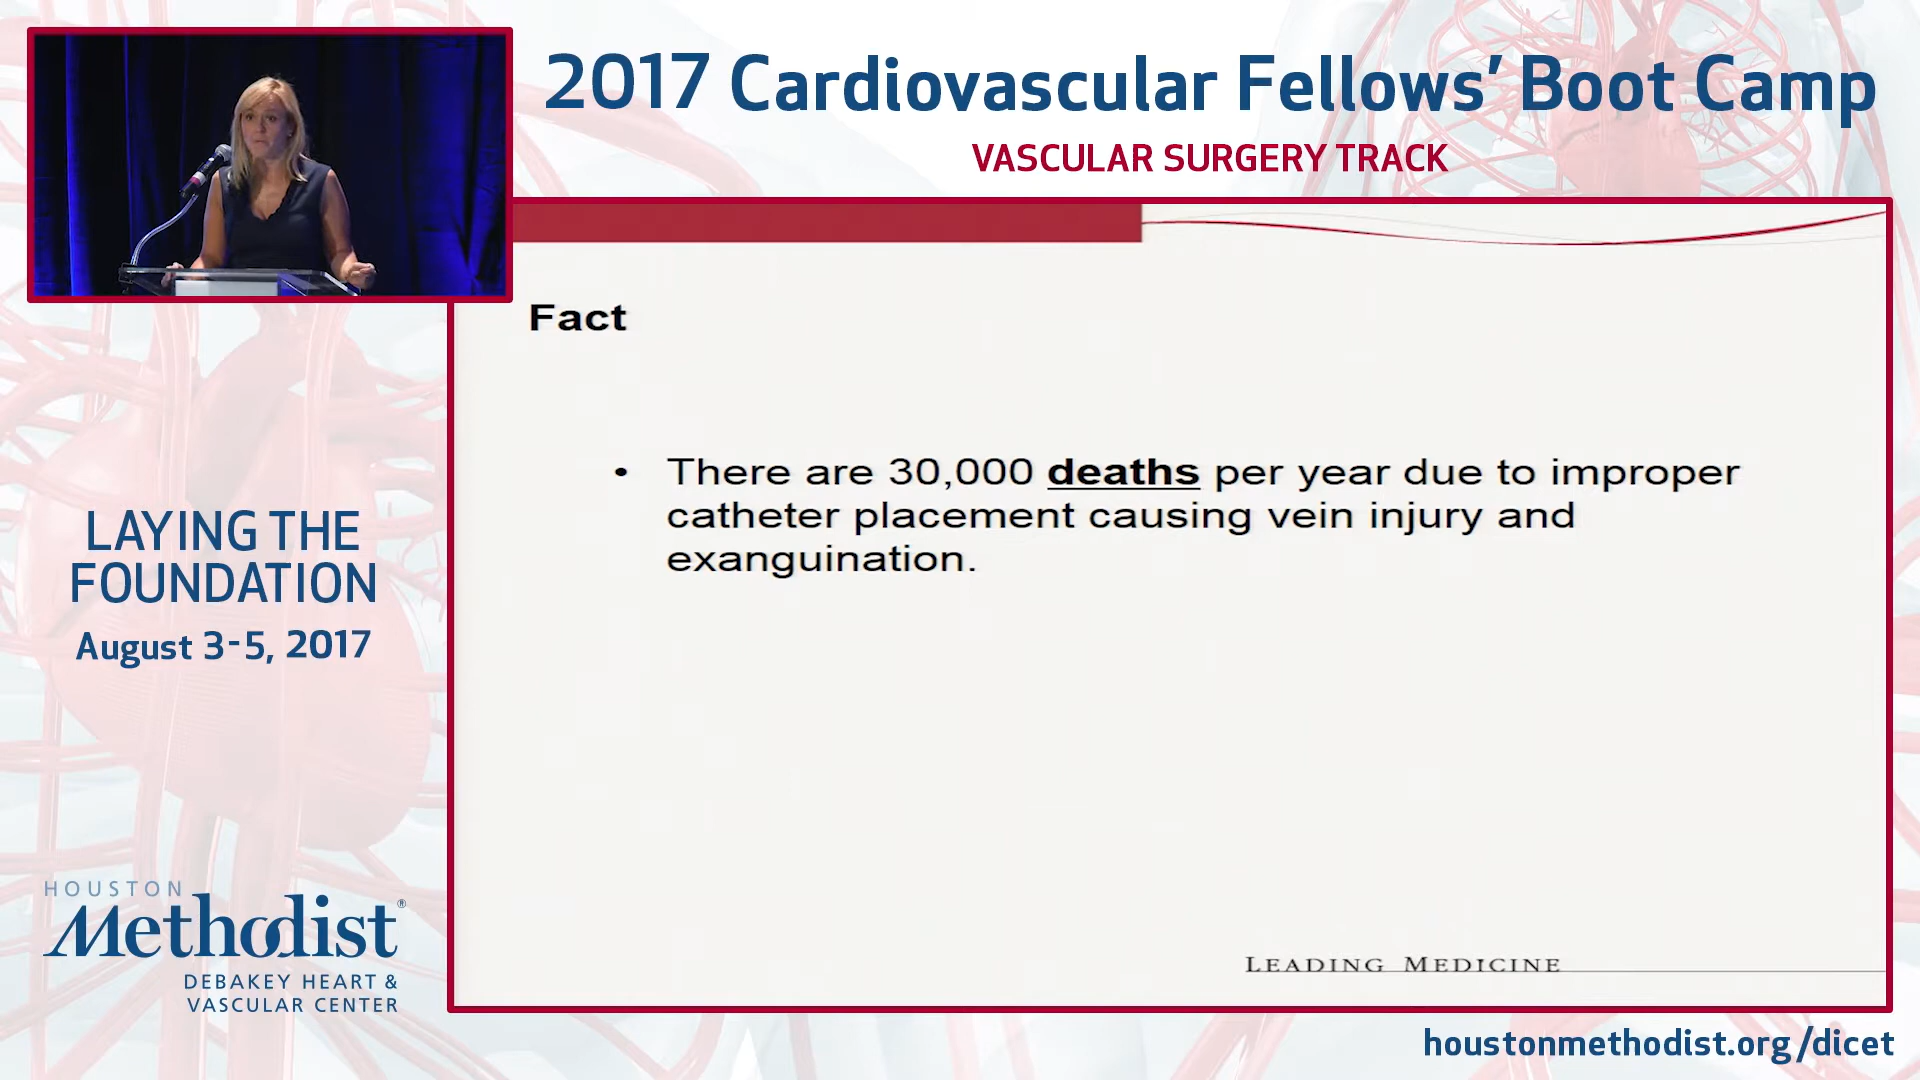 2017 Cardiovascular Fellows’ Boot Camp
VASCULAR SURGERY TRACK
Fact
• There are 30,000 deaths per year due to improper
catheter placement causing vein injury and
exanguination.
LEADING MEDICINE
LAYING THE
FOUNDATION
August 3-5, 2017
HOUSTON
Methodist®
DEBAKEY HEART &
VASCULAR CENTER
houstonmethodist.org/dicet